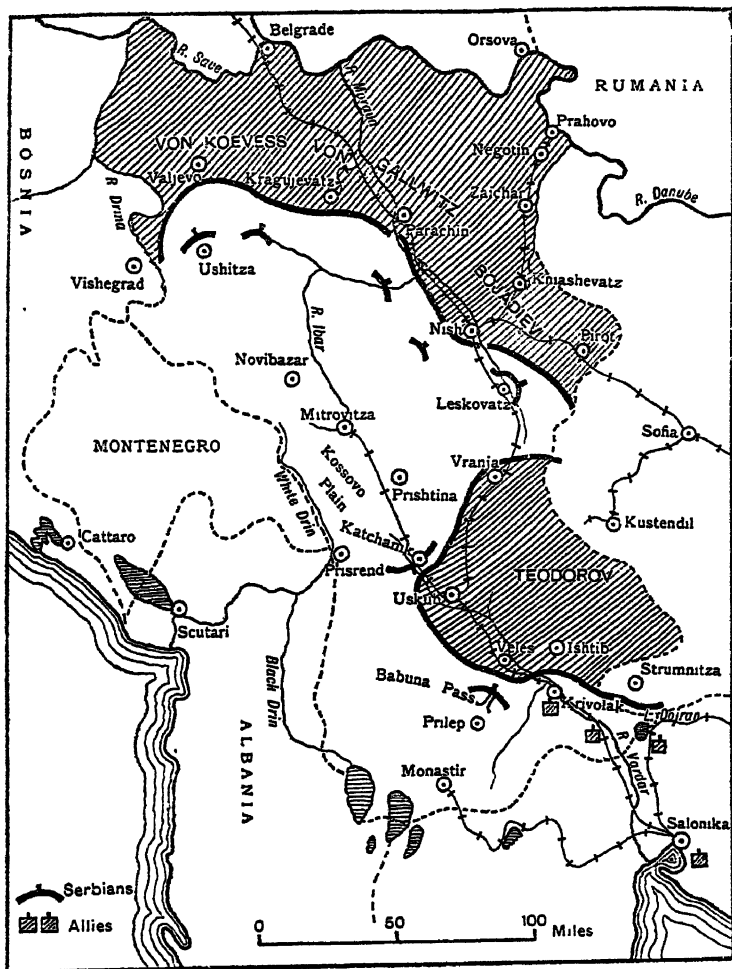 Belgrade
Orsova
R. Save
R. Morava
RUMANIA
BOSNIA
Prahovo
VON KOEVESS
VON GALLWITZ
Negotin
Valjevo
Kragujevatz
Zaichar
R. Danube
R. Drina
Parachin
Ushitza
Vishegrad
BOJADIEV
Kniashevatz
R. Ibar
Nish
Pirot
Novibazar
Leskovatz
Mitrovitza
Sofia
MONTENEGRO
Kossovo
Plain
Vranja
Prishtina
White Drin
Kustendil
Cattaro
Katchanik
Prisrend
TEODOROV
Uskub
Scutari
Veles
Ishtib
Strumnitza
Babuna Pass
Black Drin
Krivolak
Prilep
L. Doiran
ALBANIA
R. Vardar
Monastir
Salonika
Serbians
Allies
0 50 100
Miles